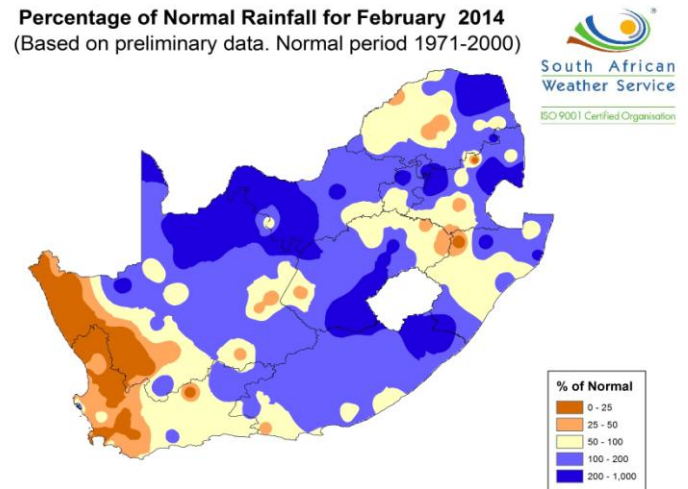 Percentage of Normal Rainfall for February 2014
(Based on preliminary data. Normal period 1971-2000)
South African
Weather Service
ISO 9001 Certified Organisation
% of Normal
0 - 25
25 - 50
50 - 100
100 - 200
200 - 1,000